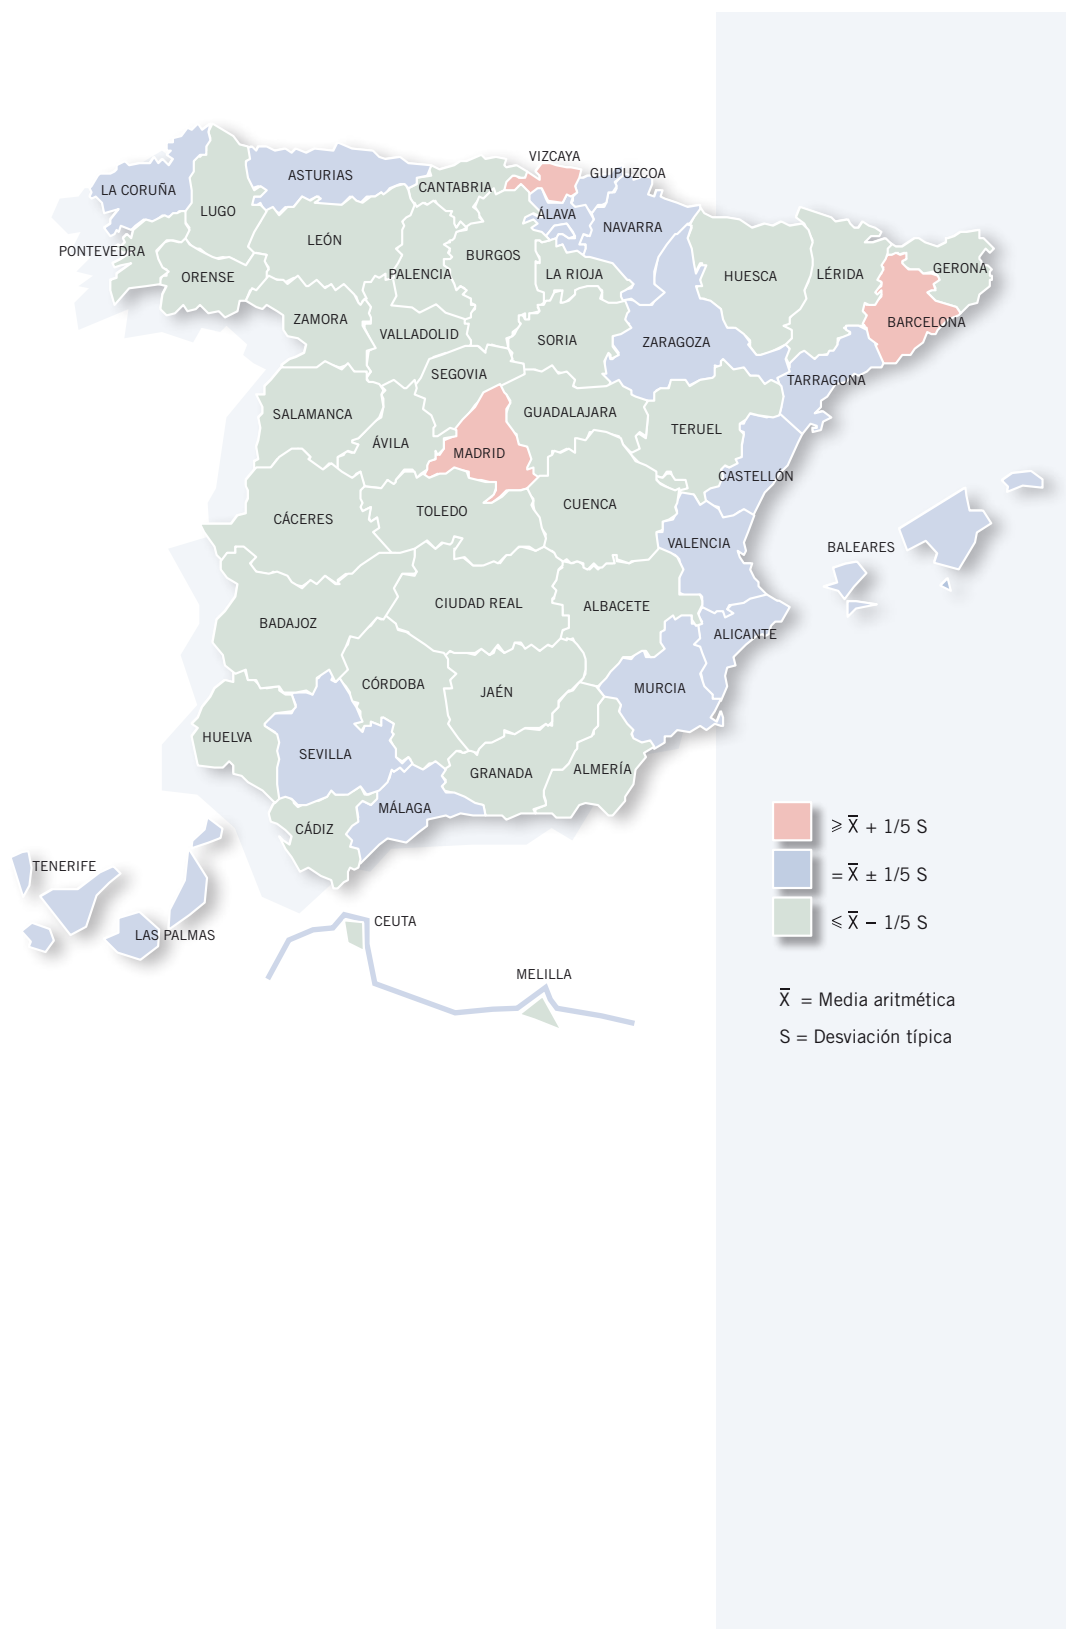 VIZCAYA
GUIPUZCOA
ASTURIAS
CANTABRIA
LA CORUÑA
LUGO
ÁLAVA
NAVARRA
LEÓN
PONTEVEDRA
BURGOS
PALENCIA
LA RIOJA
ORENSE
HUESCA
LÉRIDA
GERONA
ZAMORA
BARCELONA
VALLADOLID
SORIA
ZARAGOZA
SEGOVIA
TARRAGONA
SALAMANCA
GUADALAJARA
TERUEL
ÁVILA
MADRID
CASTELLÓN
CUENCA
TOLEDO
CÁCERES
VALENCIA
BALEARES
CIUDAD REAL
ALBACETE
BADAJOZ
ALICANTE
CÓRDOBA
JAÉN
MURCIA
HUELVA
SEVILLA
GRANADA
ALMERÍA
MÁLAGA
CÁDIZ
TENERIFE
LAS PALMAS
CEUTA
MELILLA
⩾ X̅ + 1/5 S
= X̅ ± 1/5 S
⩽ X̅ − 1/5 S
X̅ = Media aritmética
S = Desviación típica